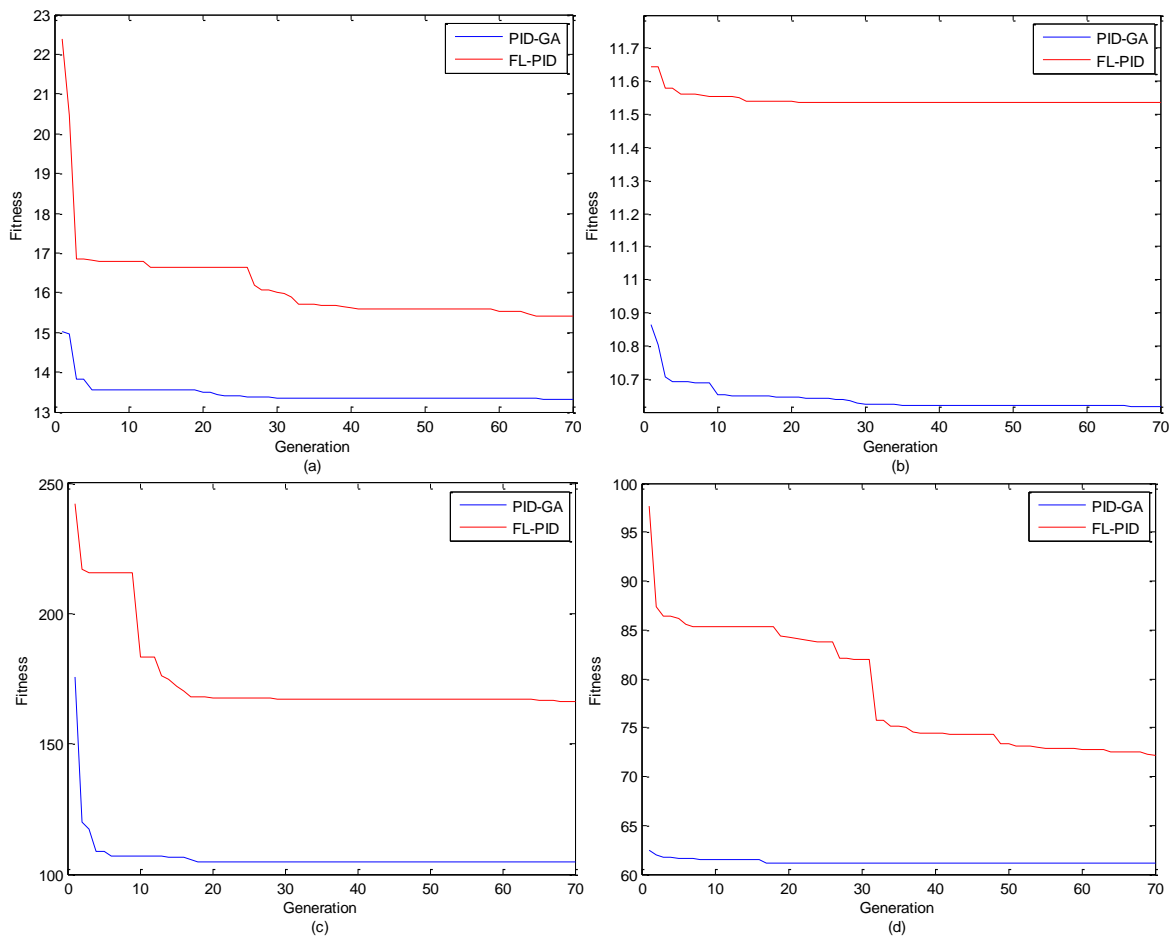 23
22
21
20
19
18
17
16
15
14
13
Fitness
0 10 20 30 40 50 60 70
Generation
(a)
PID-GA
FL-PID
11.7
11.6
11.5
11.4
11.3
11.2
11.1
11
10.9
10.8
10.7
Fitness
0 10 20 30 40 50 60 70
Generation
(b)
PID-GA
FL-PID
250
200
150
100
Fitness
0 10 20 30 40 50 60 70
Generation
(c)
PID-GA
FL-PID
100
95
90
85
80
75
70
65
60
Fitness
0 10 20 30 40 50 60 70
Generation
(d)
PID-GA
FL-PID